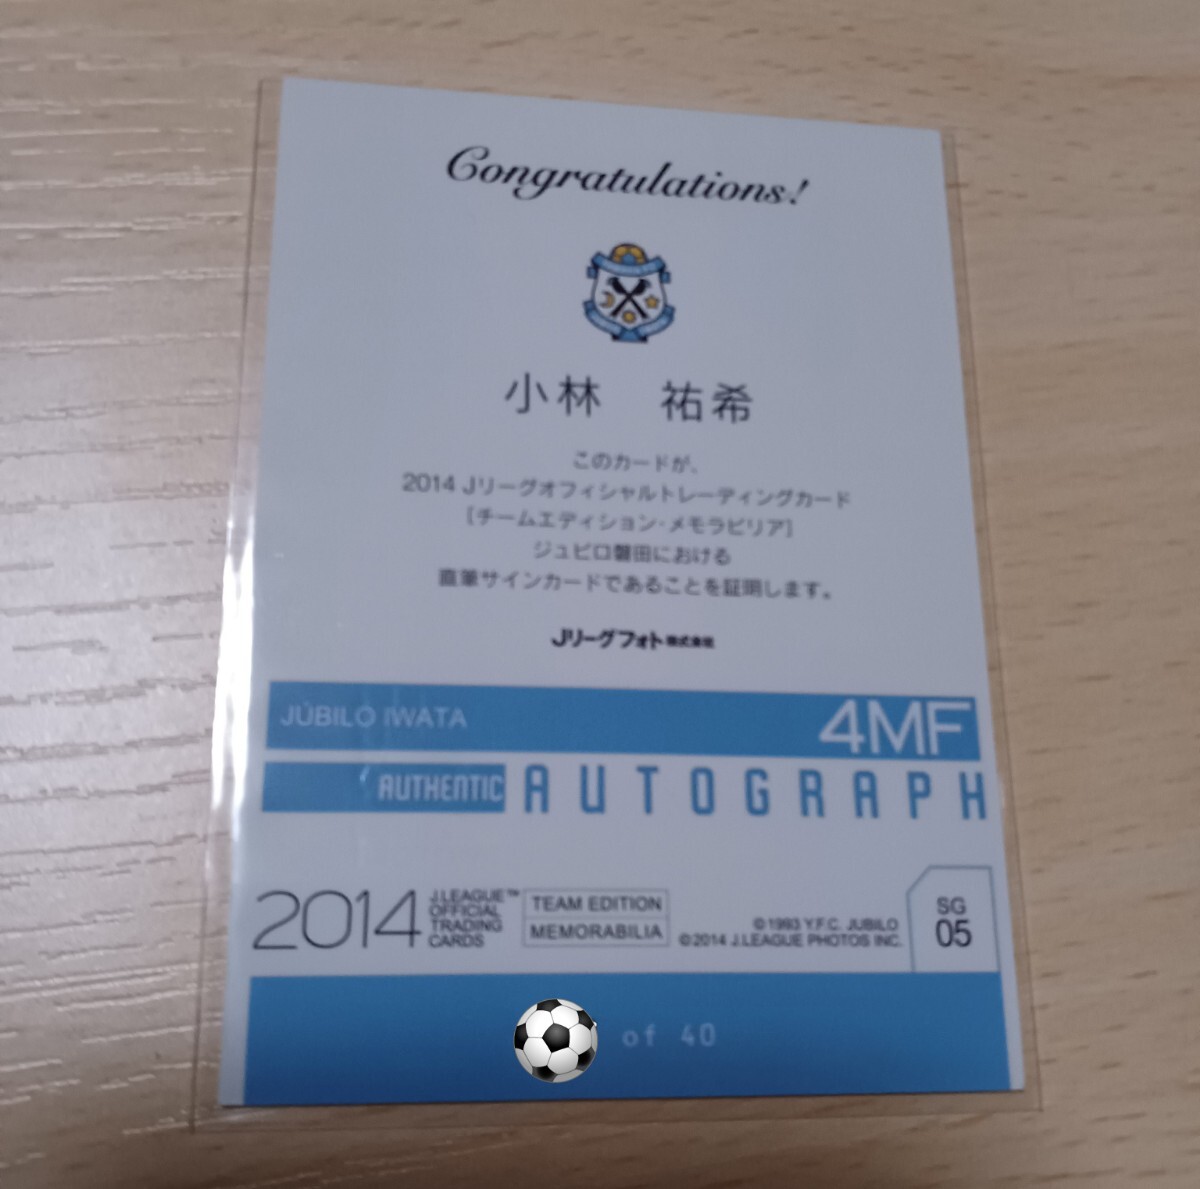 Congratulations!
小林 祐希
このカードが、
2014 Jリーグオフィシャルトレーディングカード
[チームエディション・メモラビリア]
ジュビロ磐田における
直筆サインカードであることを証明します。
Jリーグフォト株式会社
JÚBILO IWATA
4MF
AUTHENTIC AUTOGRAPH
2014
J.LEAGUE™
OFFICIAL
TRADING
CARDS
TEAM EDITION
MEMORABILIA
©1993 Y.F.C. JUBILO
©2014 J.LEAGUE PHOTOS INC.
SG
05
of 40